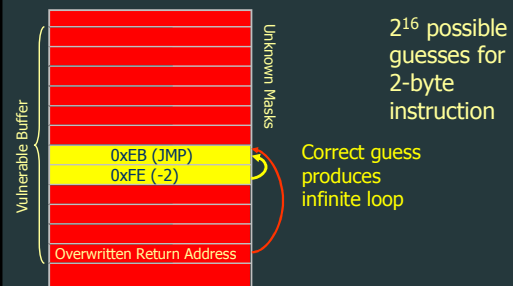 Vulnerable Buffer
Unknown Masks
0xEB (JMP)
0xFE (-2)
Overwritten Return Address
2¹⁶ possible
guesses for
2-byte
instruction
Correct guess
produces
infinite loop